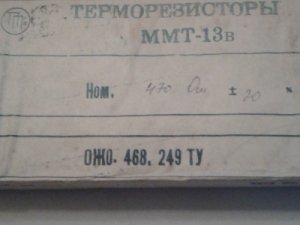 ТЕРМОРЕЗИСТОРЫ
ММТ-13в
Ном. 470 Ом ± 20 %
ОЖО. 468. 249 ТУ